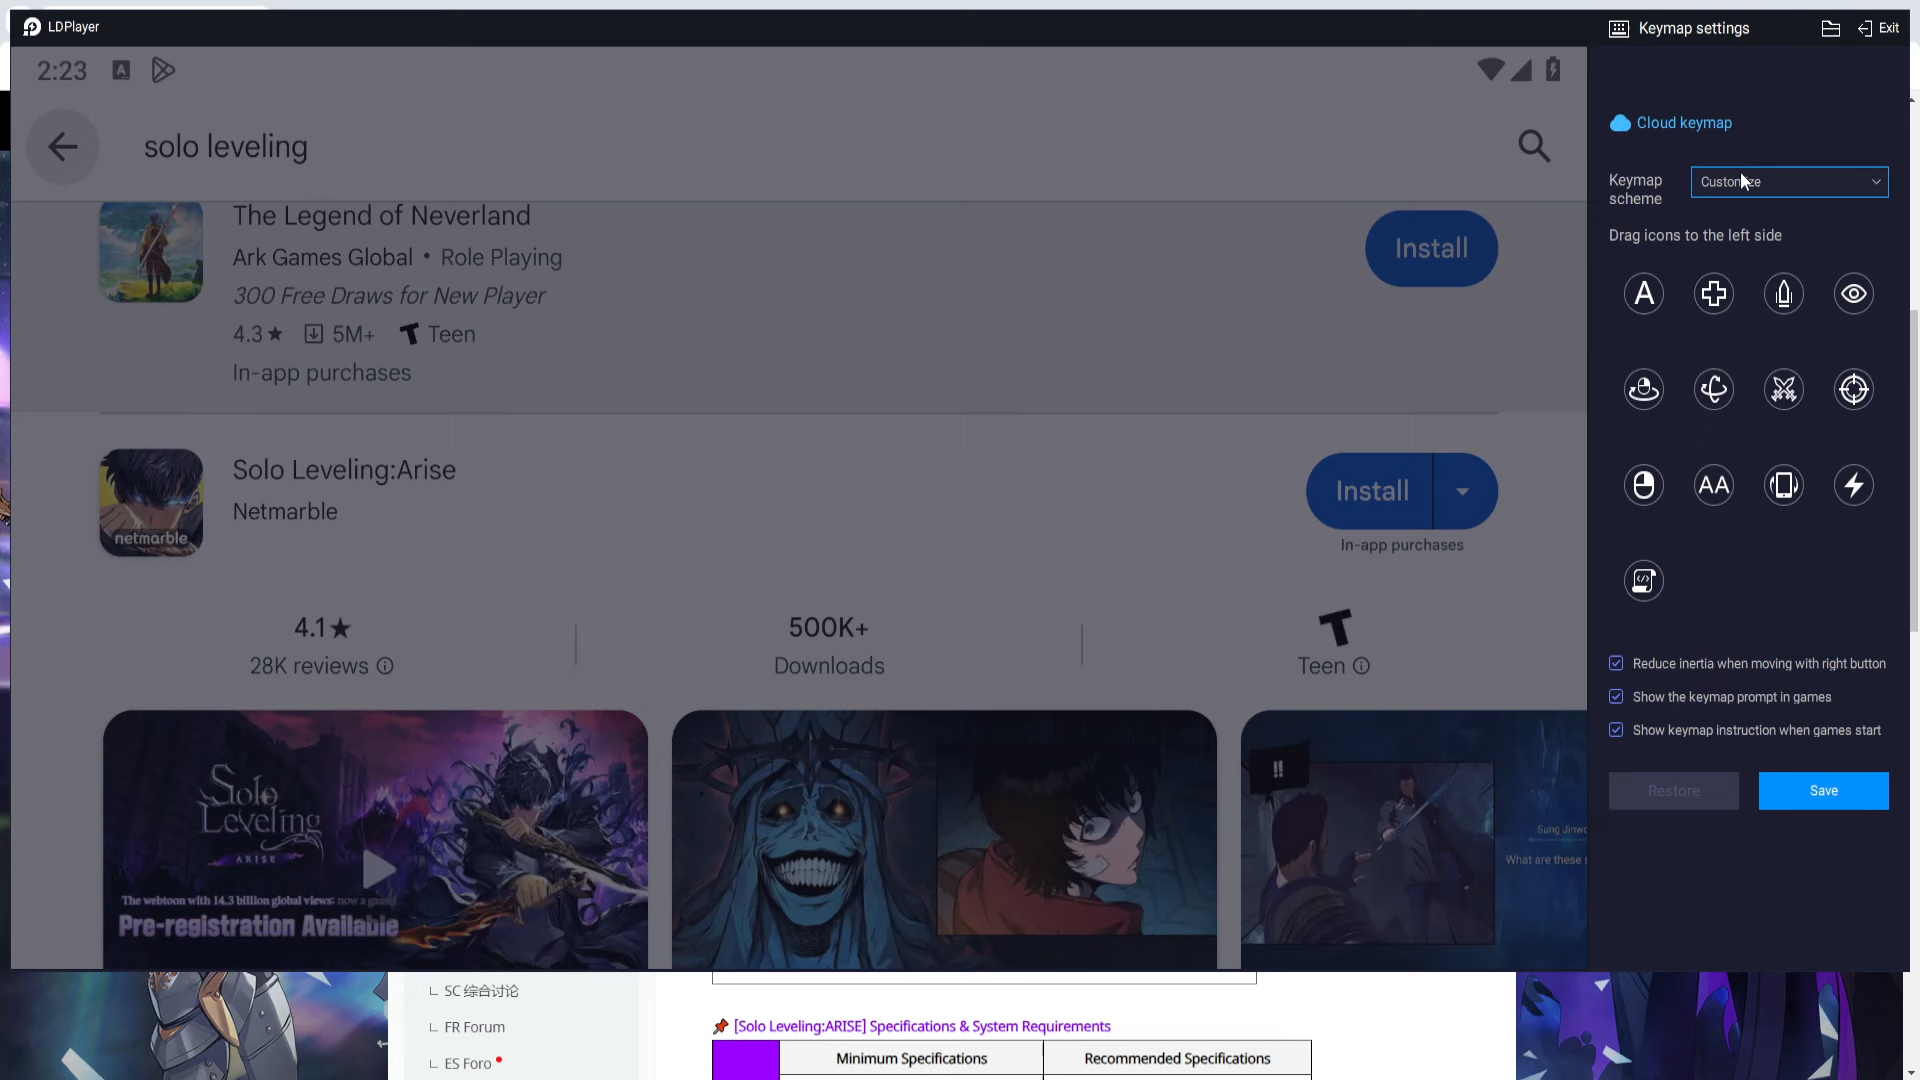 LDPlayer
Keymap settings
Exit
2:23
A
solo leveling
Cloud keymap
Keymap scheme
Customize
Drag icons to the left side
The Legend of Neverland
Ark Games Global • Role Playing
300 Free Draws for New Player
4.3★ 5M+ Teen
In-app purchases
Install
A
AA
Solo Leveling:Arise
Netmarble
netmarble
Install
In-app purchases
4.1★
28K reviews
500K+
Downloads
Teen
Reduce inertia when moving with right button
Show the keymap prompt in games
Show keymap instruction when games start
Restore
Save
Solo
Leveling
ARISE
The webtoon with 14.3 billion global views: now a game!
Pre-registration Available
!!
Sung Jinwo
What are these
SC 综合讨论
FR Forum
ES Foro
[Solo Leveling:ARISE] Specifications & System Requirements
Minimum Specifications
Recommended Specifications